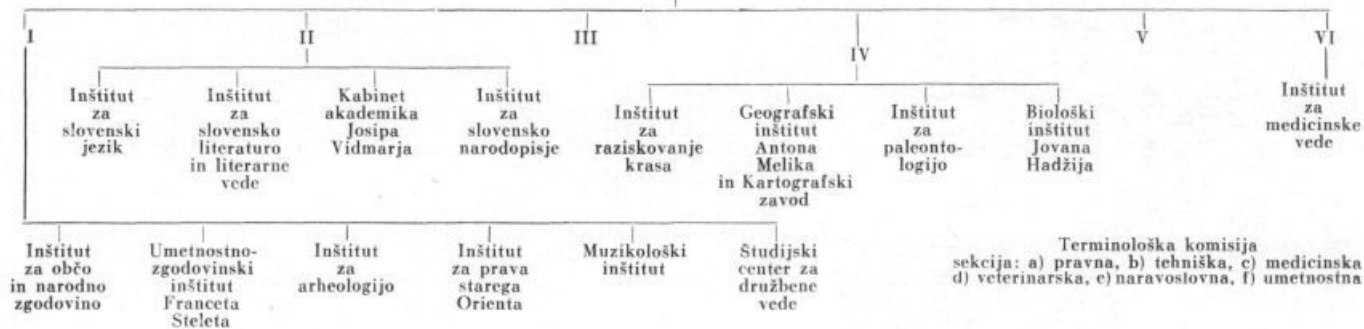 I
II
III
IV
V
VI
Inštitut
za
slovenski
jezik
Inštitut
za
slovensko
literaturo
in literarne
vede
Kabinet
akademika
Josipa
Vidmarja
Inštitut
za
slovensko
narodopisje
Inštitut
za
raziskovanje
krasa
Geografski
inštitut
Antona
Melika
in Kartografski
zavod
Inštitut
za
paleonto-
logijo
Biološki
inštitut
Jovana
Hadžija
Inštitut
za
medicinske
vede
Inštitut
za občo
in narodno
zgodovino
Umetnostno-
zgodovinski
inštitut
Franceta
Steleta
Inštitut
za
arheologijo
Inštitut
za prava
starega
Orienta
Muzikološki
inštitut
Študijski
center za
družbene
vede
Terminološka komisija
sekcija: a) pravna, b) tehniška, c) medicinska
d) veterinarska, e) naravoslovna, f) umetnostna